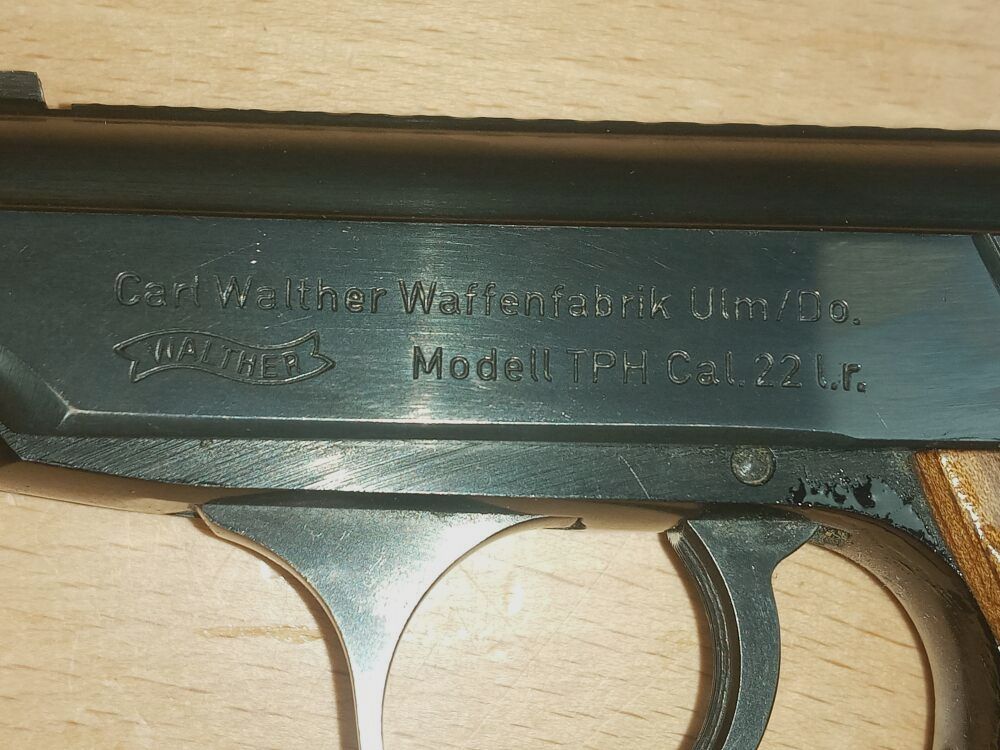 Carl Walther Waffenfabrik Ulm/Do.
WALTHER Modell TPH Cal. 22 l.r.